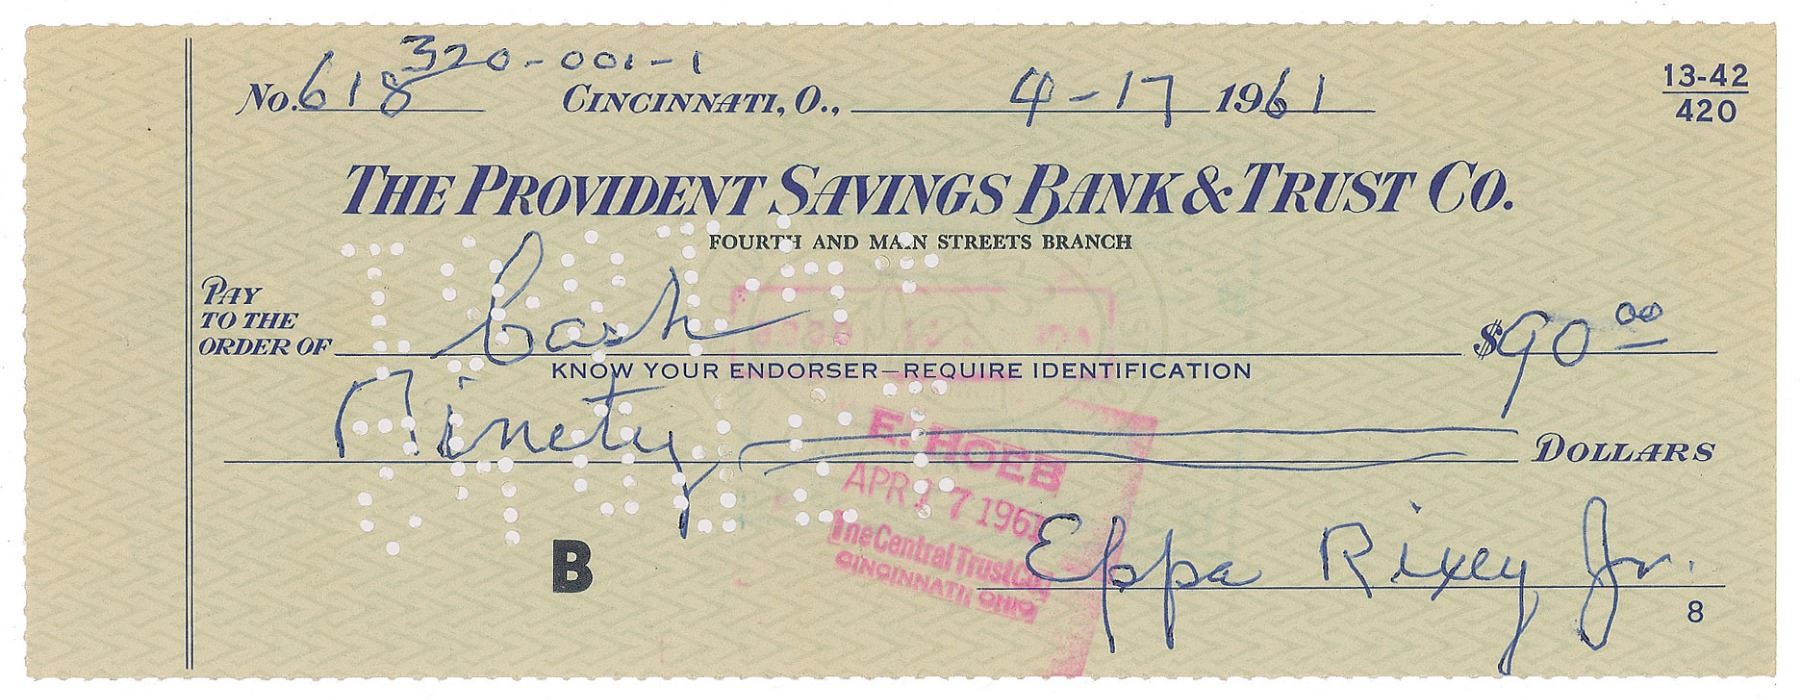 320-001-1
No. 618 CINCINNATI, O., 4-17 1961
13-42
420
THE PROVIDENT SAVINGS BANK & TRUST CO.
FOURTH AND MAIN STREETS BRANCH
PAY
TO THE
ORDER OF Cash $90 00
KNOW YOUR ENDORSER—REQUIRE IDENTIFICATION
Ninety DOLLARS
E. HOEB
APR 17 1961
The Central Trust Co.
CINCINNATI, OHIO
B
Eppa Rixey Jr.
8